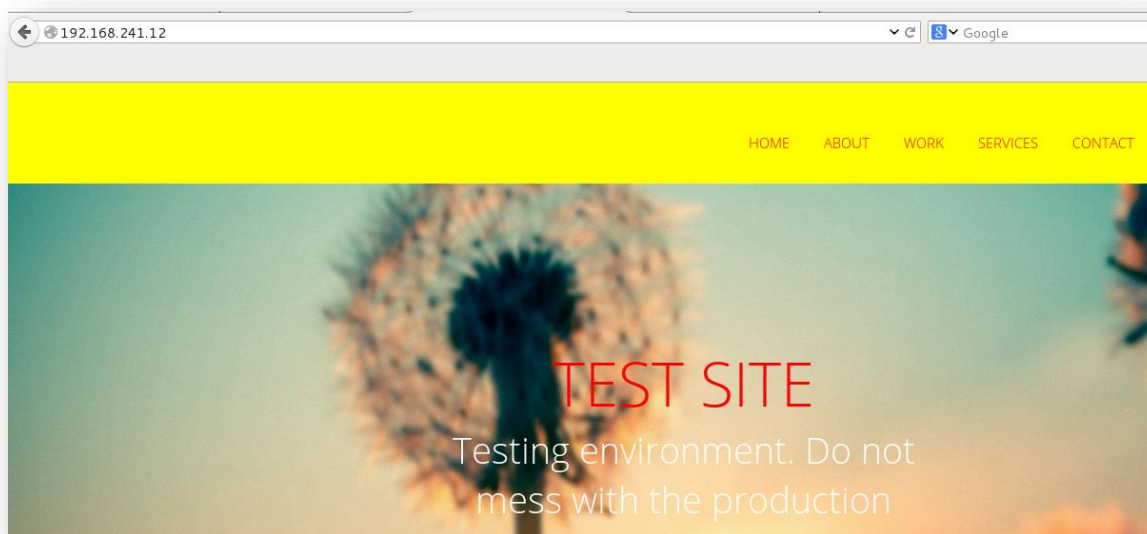 192.168.241.12
Google
HOME ABOUT WORK SERVICES CONTACT
TEST SITE
Testing environment. Do not
mess with the production